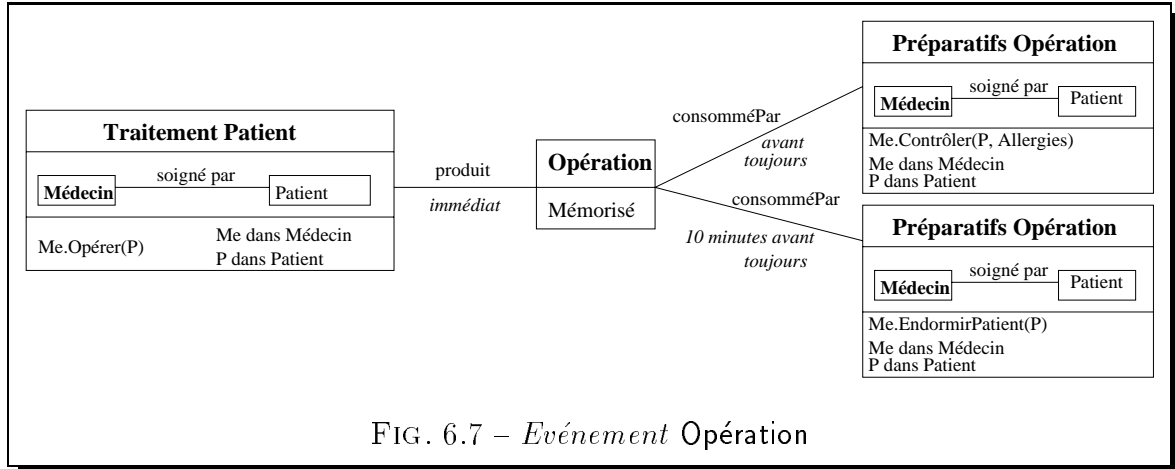 Traitement Patient
Médecin
soigné par
Patient
Me.Opérer(P)
Me dans Médecin
P dans Patient
produit
immédiat
Opération
Mémorisé
consomméPar
avant
toujours
consomméPar
10 minutes avant
toujours
Préparatifs Opération
Médecin
soigné par
Patient
Me.Contrôler(P, Allergies)
Me dans Médecin
P dans Patient
Préparatifs Opération
Médecin
soigné par
Patient
Me.EndormirPatient(P)
Me dans Médecin
P dans Patient
FIG. 6.7 – Evénement Opération